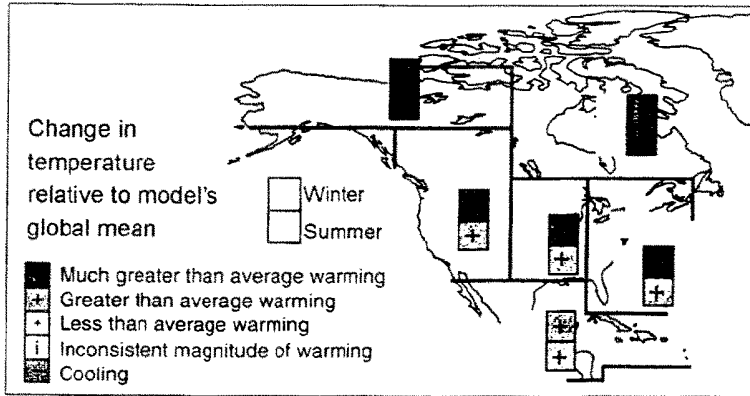 Change in
temperature
relative to model's
global mean
Winter
Summer
Much greater than average warming
Greater than average warming
Less than average warming
Inconsistent magnitude of warming
Cooling